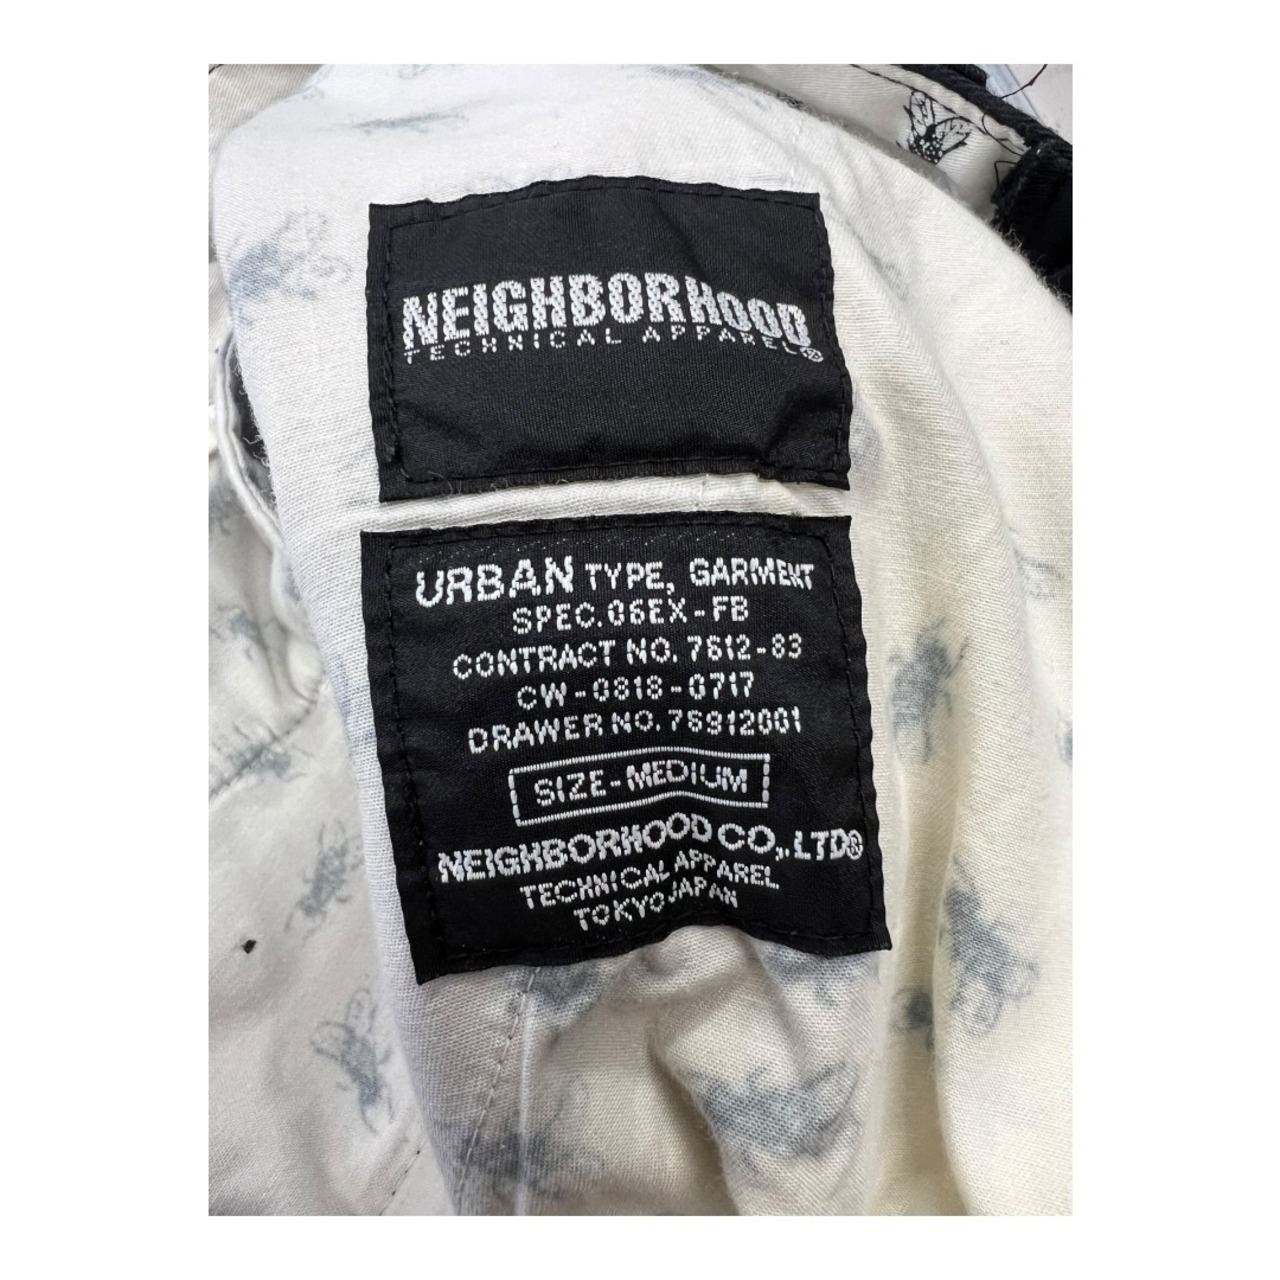 NEIGHBORHOOD
TECHNICAL APPAREL®
URBAN TYPE, GARMENT
SPEC.06EX-FB
CONTRACT NO. 7612-83
CW-0818-0717
DRAWER NO. 76912001
SIZE-MEDIUM
NEIGHBORHOOD CO,.LTD®
TECHNICAL APPAREL
TOKYO JAPAN